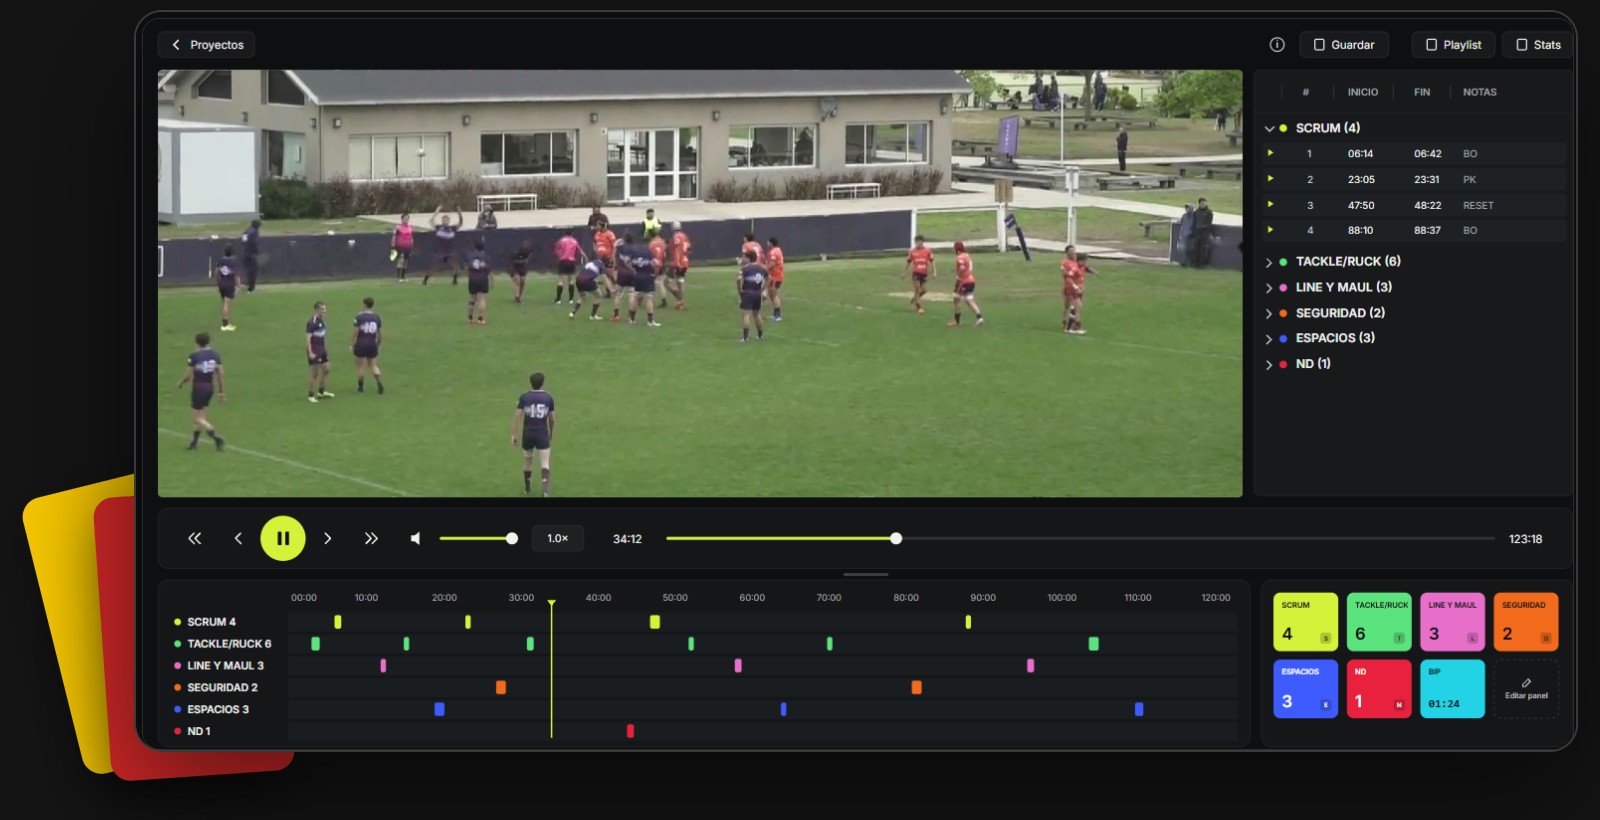 Proyectos
Guardar
Playlist
Stats
# INICIO FIN NOTAS
SCRUM (4)
1 06:14 06:42 BO
2 23:05 23:31 PK
3 47:50 48:22 RESET
4 88:10 88:37 BO
TACKLE/RUCK (6)
LINE Y MAUL (3)
SEGURIDAD (2)
ESPACIOS (3)
ND (1)
10
15
1.0×
34:12
123:18
00:00 10:00 20:00 30:00 40:00 50:00 60:00 70:00 80:00 90:00 100:00 110:00 120:00
SCRUM 4
TACKLE/RUCK 6
LINE Y MAUL 3
SEGURIDAD 2
ESPACIOS 3
ND 1
SCRUM TACKLE/RUCK LINE Y MAUL SEGURIDAD
4 S 6 T 3 L 2
ESPACIOS ND BIP
3 E 1 N 01:24 Editar panel